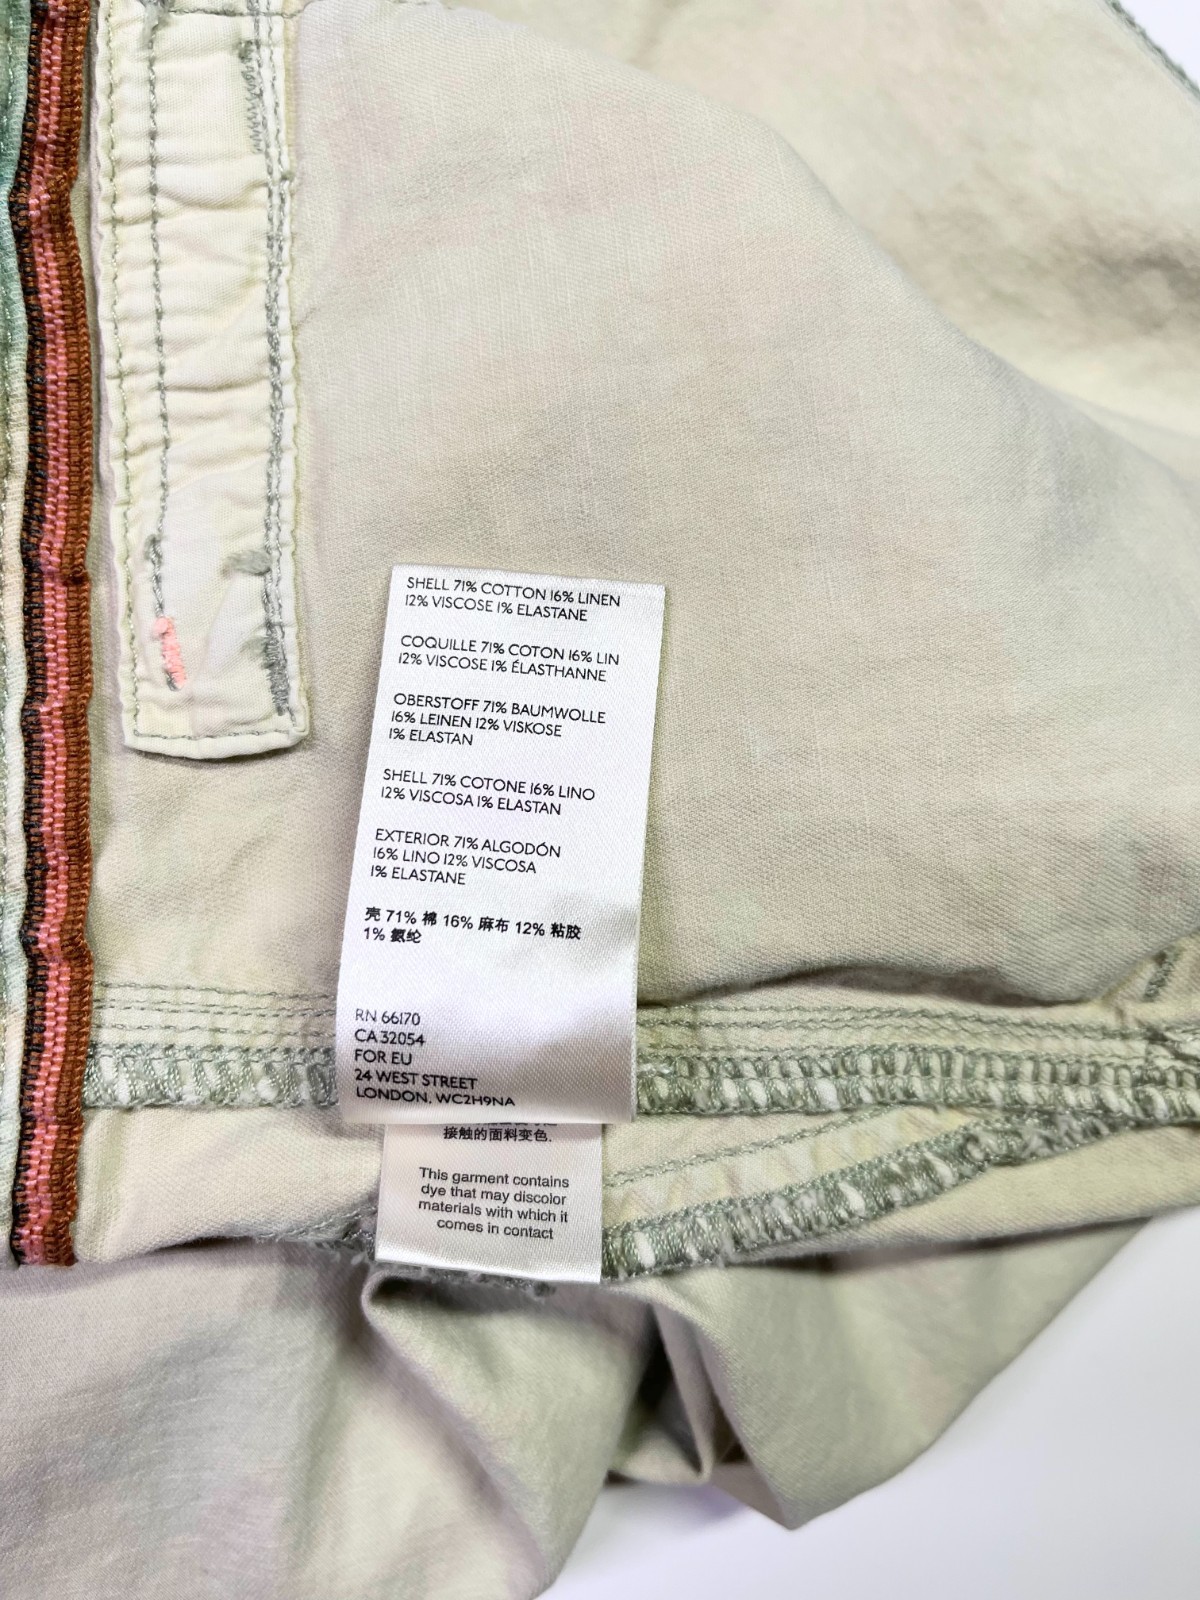 SHELL 71% COTTON 16% LINEN
12% VISCOSE 1% ELASTANE
COQUILLE 71% COTON 16% LIN
12% VISCOSE 1% ÉLASTHANNE
OBERSTOFF 71% BAUMWOLLE
16% LEINEN 12% VISKOSE
1% ELASTAN
SHELL 71% COTONE 16% LINO
12% VISCOSA 1% ELASTAN
EXTERIOR 71% ALGODÓN
16% LINO 12% VISCOSA
1% ELASTANE
壳 71% 棉 16% 麻布 12% 粘胶
1% 氨纶
RN 66170
CA 32054
FOR EU
24 WEST STREET
LONDON, WC2H9NA
接触的面料变色.
This garment contains
dye that may discolor
materials with which it
comes in contact